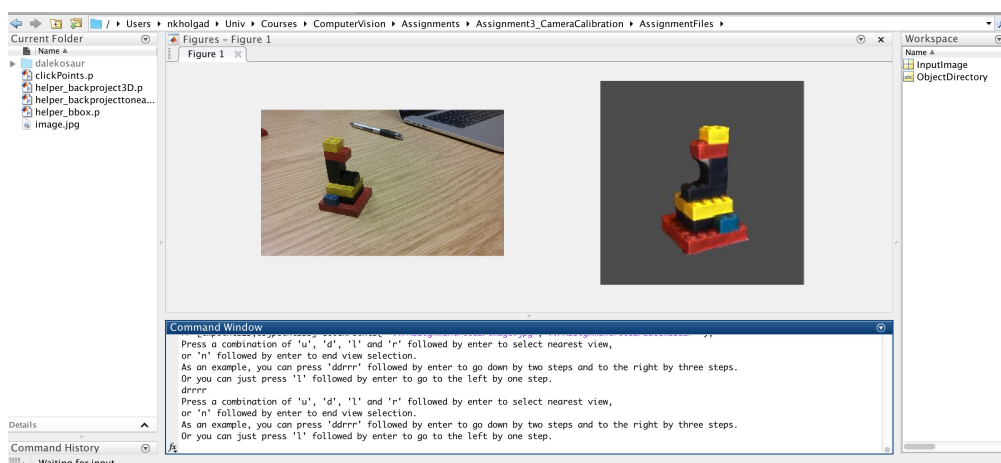 / ▸ Users ▸ nkholgad ▸ Univ ▸ Courses ▸ ComputerVision ▸ Assignments ▸ Assignment3_CameraCalibration ▸ AssignmentFiles ▸
Current Folder
Name
dalekosaur
clickPoints.p
helper_backproject3D.p
helper_backprojecttonea...
helper_bbox.p
image.jpg
Details
Command History
Waiting for input
Figures - Figure 1
Figure 1
Command Window
Press a combination of 'u', 'd', 'l' and 'r' followed by enter to select nearest view,
or 'n' followed by enter to end view selection.
As an example, you can press 'ddrrr' followed by enter to go down by two steps and to the right by three steps.
Or you can just press 'l' followed by enter to go to the left by one step.
drrrr
Press a combination of 'u', 'd', 'l' and 'r' followed by enter to select nearest view,
or 'n' followed by enter to end view selection.
As an example, you can press 'ddrrr' followed by enter to go down by two steps and to the right by three steps.
Or you can just press 'l' followed by enter to go to the left by one step.
fx
Workspace
Name
InputImage
abc ObjectDirectory